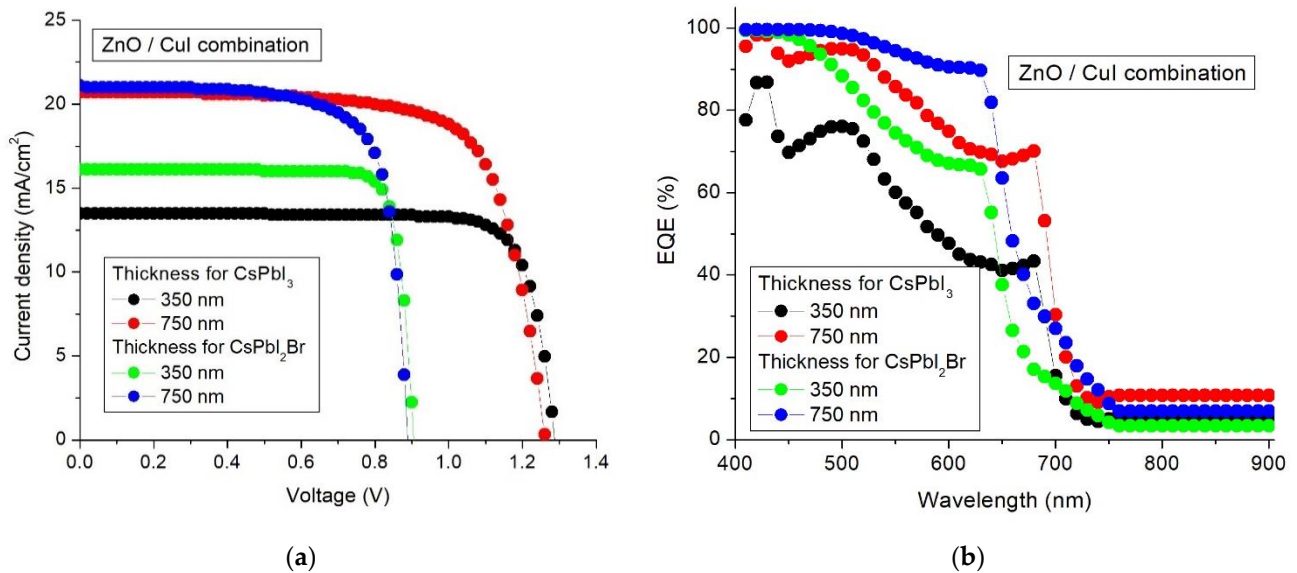 ZnO / CuI combination
Current density (mA/cm²)
25
20
15
10
5
0
Thickness for CsPbI₃
350 nm
750 nm
Thickness for CsPbI₂Br
350 nm
750 nm
0.0 0.2 0.4 0.6 0.8 1.0 1.2 1.4
Voltage (V)
(a)
ZnO / CuI combination
EQE (%)
100
80
60
40
20
0
Thickness for CsPbI₃
350 nm
750 nm
Thickness for CsPbI₂Br
350 nm
750 nm
400 500 600 700 800 900
Wavelength (nm)
(b)